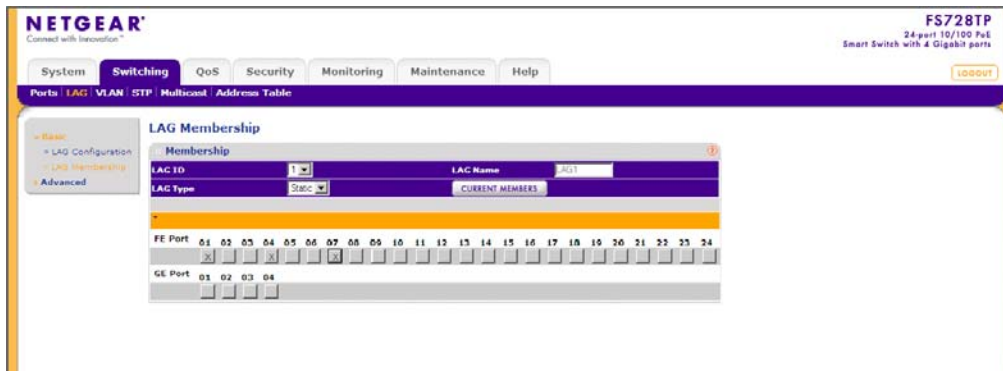 NETGEAR®
Connect with Innovation™
FS728TP
24-port 10/100 PoE
Smart Switch with 4 Gigabit ports
System Switching QoS Security Monitoring Maintenance Help
LOGOUT
Ports LAG VLAN STP Multicast Address Table
Basic
LAG Configuration
LAG Membership
Advanced
LAG Membership
Membership
LAG ID 1 LAG Name LAG1
LAG Type Static CURRENT MEMBERS
FE Port 01 02 03 04 05 06 07 08 09 10 11 12 13 14 15 16 17 18 19 20 21 22 23 24
X X X
GE Port 01 02 03 04